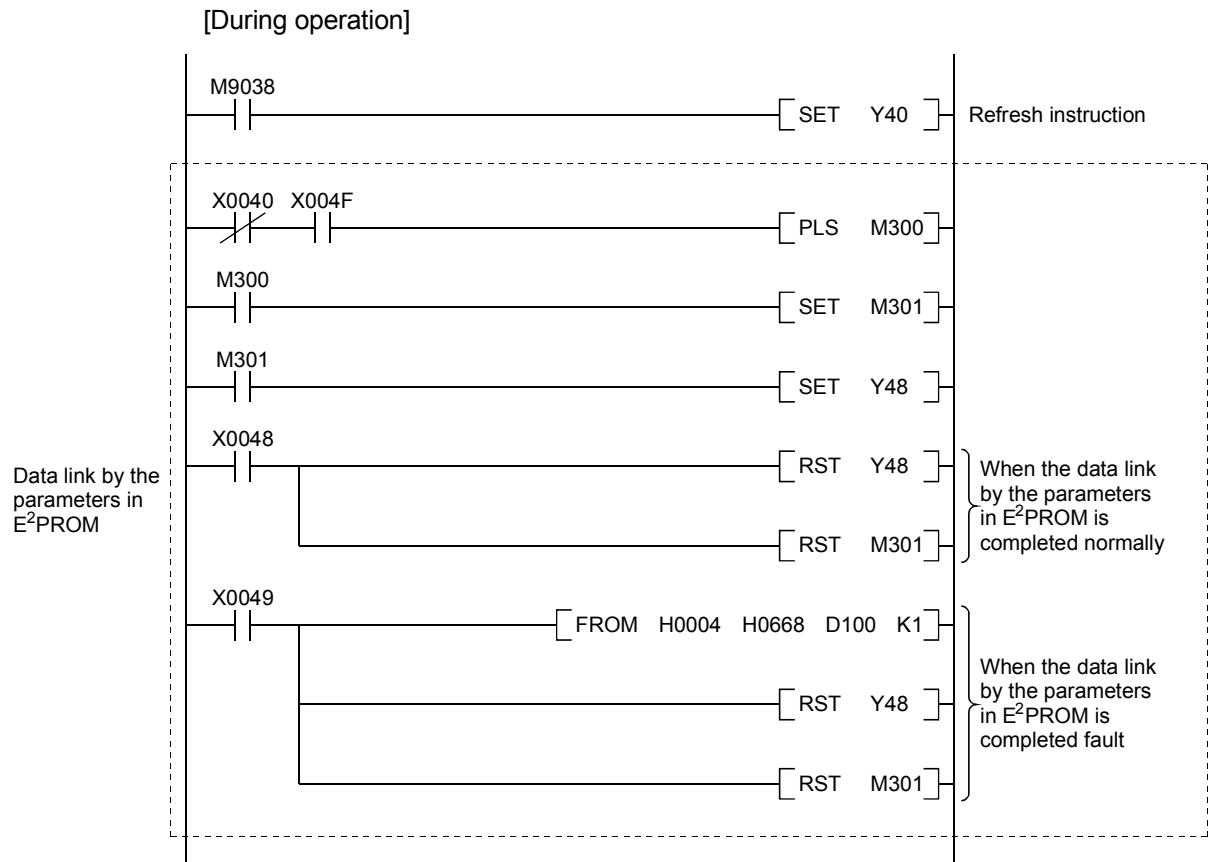 [During operation]
M9038
SET Y40
Refresh instruction
X0040 X004F
PLS M300
M300
SET M301
M301
SET Y48
X0048
RST Y48
RST M301
When the data link
by the parameters
in E²PROM is
completed normally
Data link by the
parameters in
E²PROM
X0049
FROM H0004 H0668 D100 K1
RST Y48
RST M301
When the data link
by the parameters
in E²PROM is
completed fault